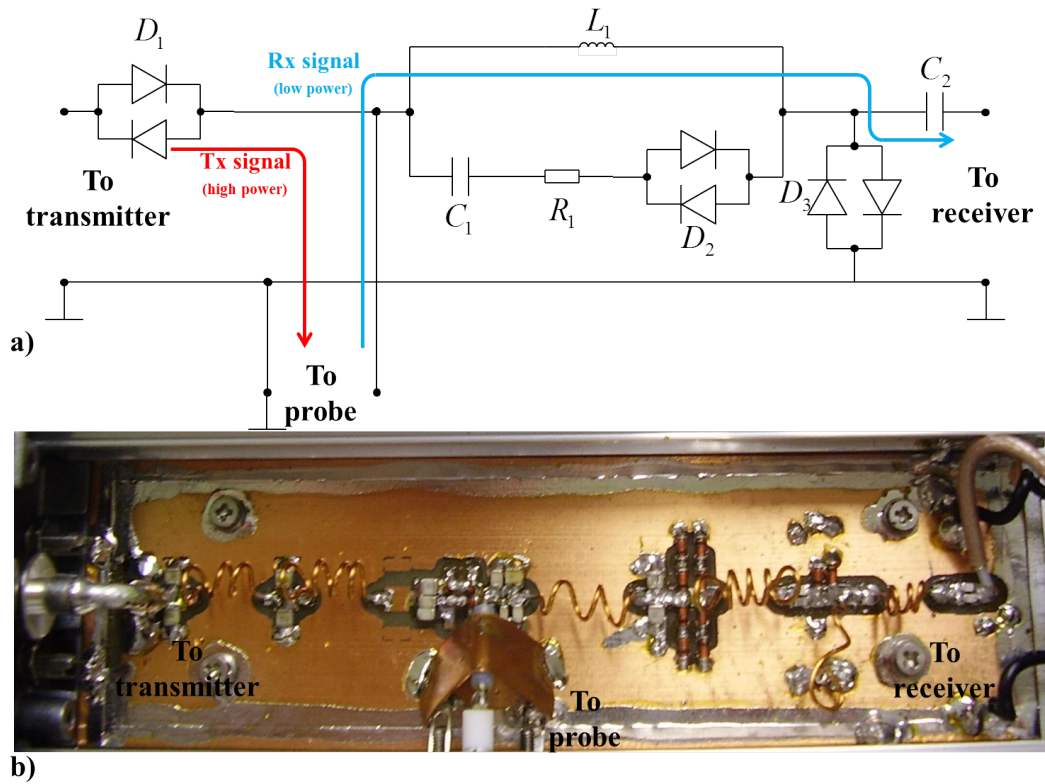 D1
L1
Rx signal
(low power)
C2
Tx signal
(high power)
To
transmitter
C1
R1
D2
D3
To
receiver
a)
To
probe
To
transmitter
To
receiver
To
probe
b)